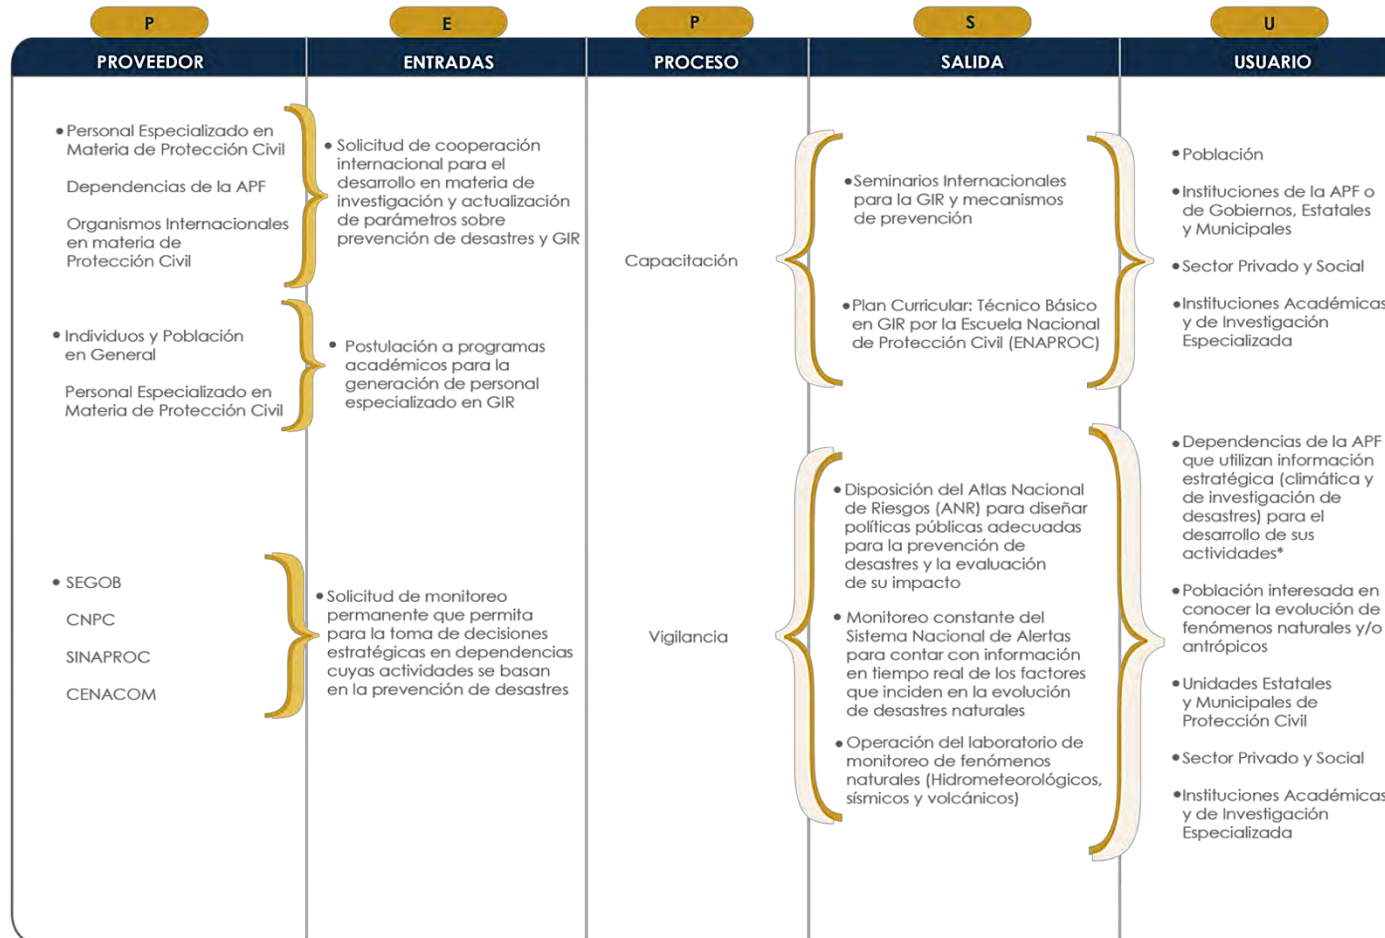 P
E
P
S
U
PROVEEDOR
ENTRADAS
PROCESO
SALIDA
USUARIO
• Personal Especializado en
Materia de Protección Civil
Dependencias de la APF
Organismos Internacionales
en materia de
Protección Civil
• Solicitud de cooperación
internacional para el
desarrollo en materia de
investigación y actualización
de parámetros sobre
prevención de desastres y GIR
• Individuos y Población
en General
Personal Especializado en
Materia de Protección Civil
• Postulación a programas
académicos para la
generación de personal
especializado en GIR
Capacitación
• Seminarios Internacionales
para la GIR y mecanismos
de prevención
• Plan Curricular: Técnico Básico
en GIR por la Escuela Nacional
de Protección Civil (ENAPROC)
• Población
• Instituciones de la APF o
de Gobiernos, Estatales
y Municipales
• Sector Privado y Social
• Instituciones Académicas
y de Investigación
Especializada
• SEGOB
CNPC
SINAPROC
CENACOM
• Solicitud de monitoreo
permanente que permita
para la toma de decisiones
estratégicas en dependencias
cuyas actividades se basan
en la prevención de desastres
Vigilancia
• Disposición del Atlas Nacional
de Riesgos (ANR) para diseñar
políticas públicas adecuadas
para la prevención de
desastres y la evaluación
de su impacto
• Monitoreo constante del
Sistema Nacional de Alertas
para contar con información
en tiempo real de los factores
que inciden en la evolución
de desastres naturales
• Operación del laboratorio de
monitoreo de fenómenos
naturales (Hidrometeorológicos,
sísmicos y volcánicos)
• Dependencias de la APF
que utilizan información
estratégica (climática y
de investigación de
desastres) para el
desarrollo de sus
actividades*
• Población interesada en
conocer la evolución de
fenómenos naturales y/o
antrópicos
• Unidades Estatales
y Municipales de
Protección Civil
• Sector Privado y Social
• Instituciones Académicas
y de Investigación
Especializada